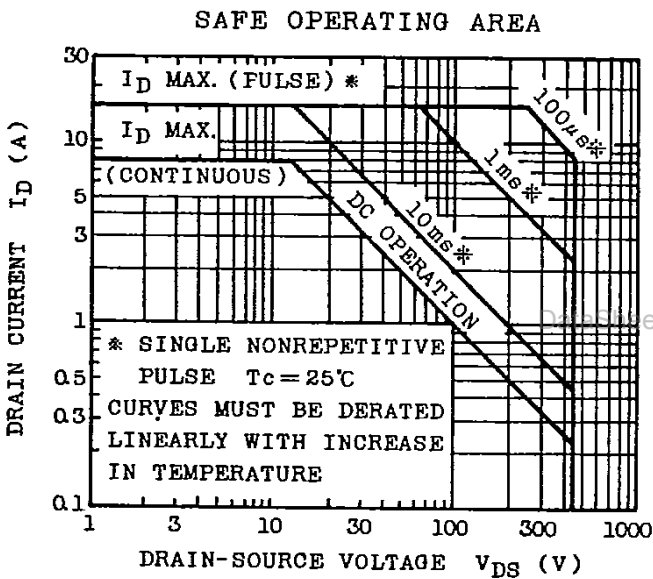 SAFE OPERATING AREA
30
10
5
3
1
0.5
0.3
0.1
DRAIN CURRENT I_D (A)
I_D MAX. (PULSE) *
I_D MAX.
(CONTINUOUS)
100μs※
1ms※
10ms※
DC OPERATION
※ SINGLE NONREPETITIVE
PULSE Tc=25℃
CURVES MUST BE DERATED
LINEARLY WITH INCREASE
IN TEMPERATURE
1 3 10 30 100 300 1000
DRAIN-SOURCE VOLTAGE V_DS (V)